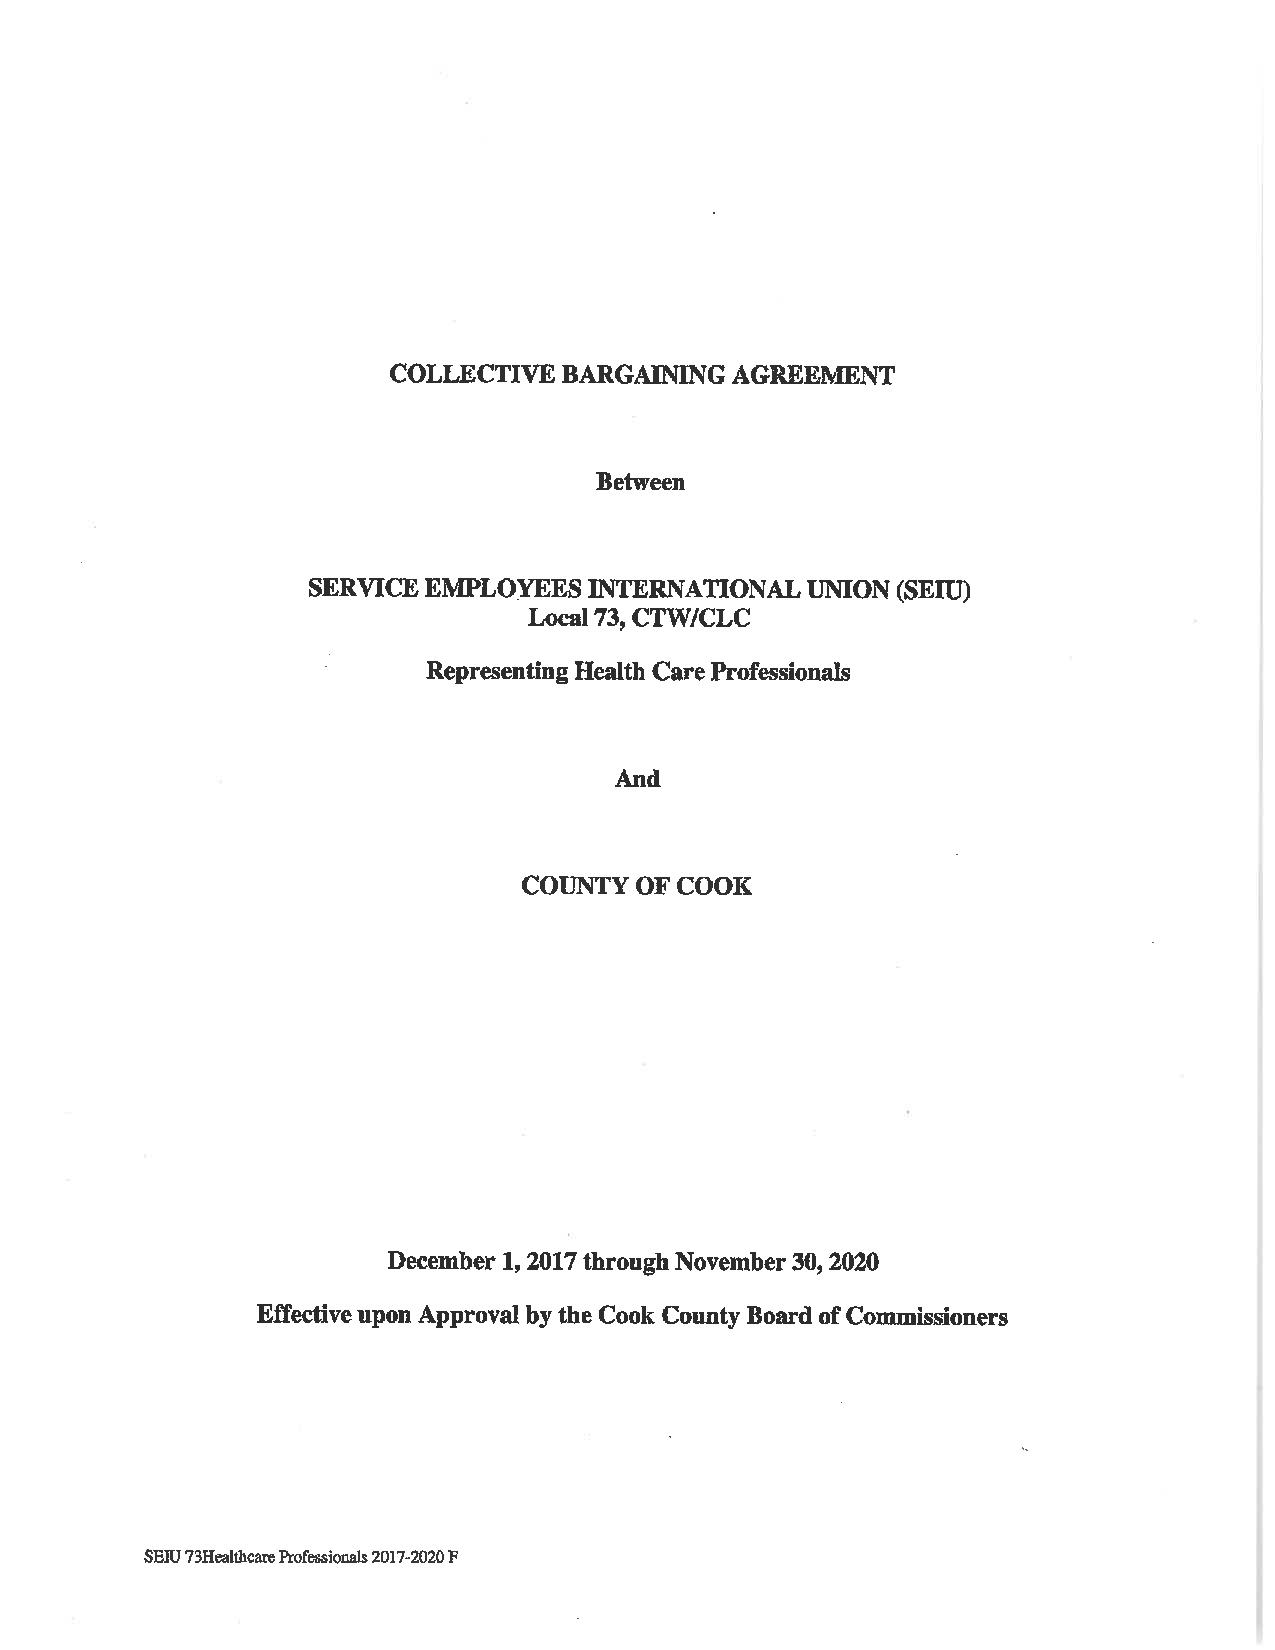 COLLECTIVE BARGAINING AGREEMENT
Between
SERVICE EMPLOYEES INTERNATIONAL UNION (SEIU)
Local 73, CTW/CLC
Representing Health Care Professionals
And
COUNTY OF COOK
December 1, 2017 through November 30, 2020
Effective upon Approval by the Cook County Board of Commissioners
SEIU 73Healthcare Professionals 2017-2020 F